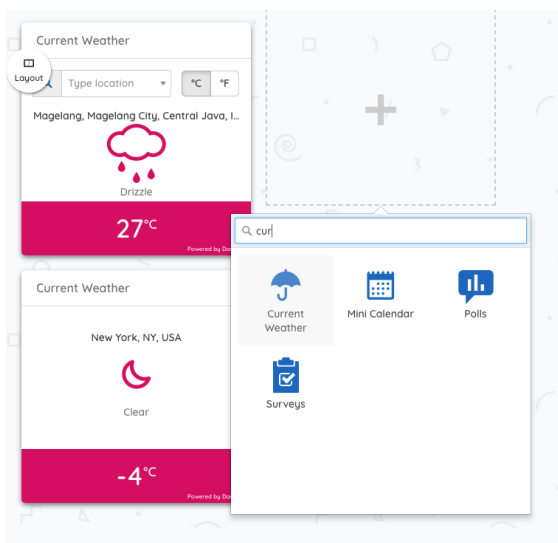 Current Weather
Layout
Type location
°C
°F
Magelang, Magelang City, Central Java, I...
Drizzle
27°C
Powered by
cur
Current
Weather
Mini Calendar
Polls
Surveys
Current Weather
New York, NY, USA
Clear
-4°C
Powered by